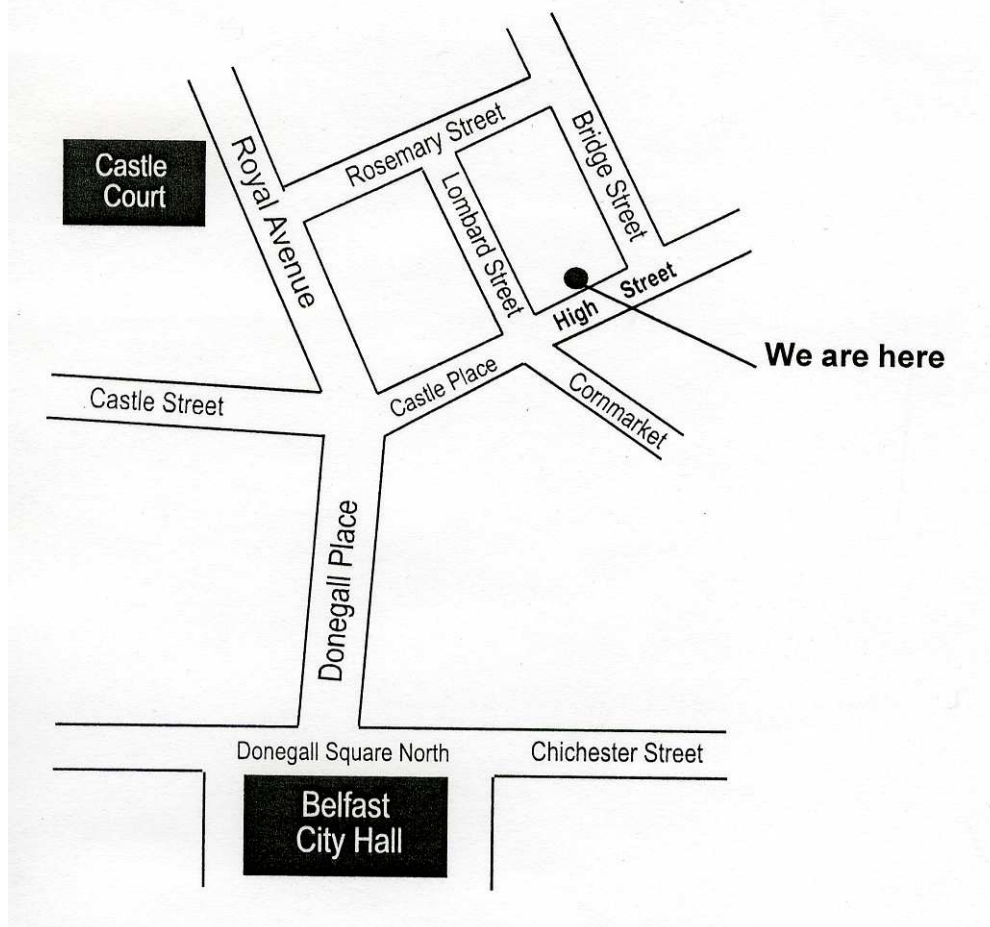 Castle
Court
Royal Avenue
Rosemary Street
Lombard Street
Bridge Street
High Street
We are here
Castle Street
Castle Place
Cornmarket
Donegall Place
Donegall Square North
Chichester Street
Belfast
City Hall